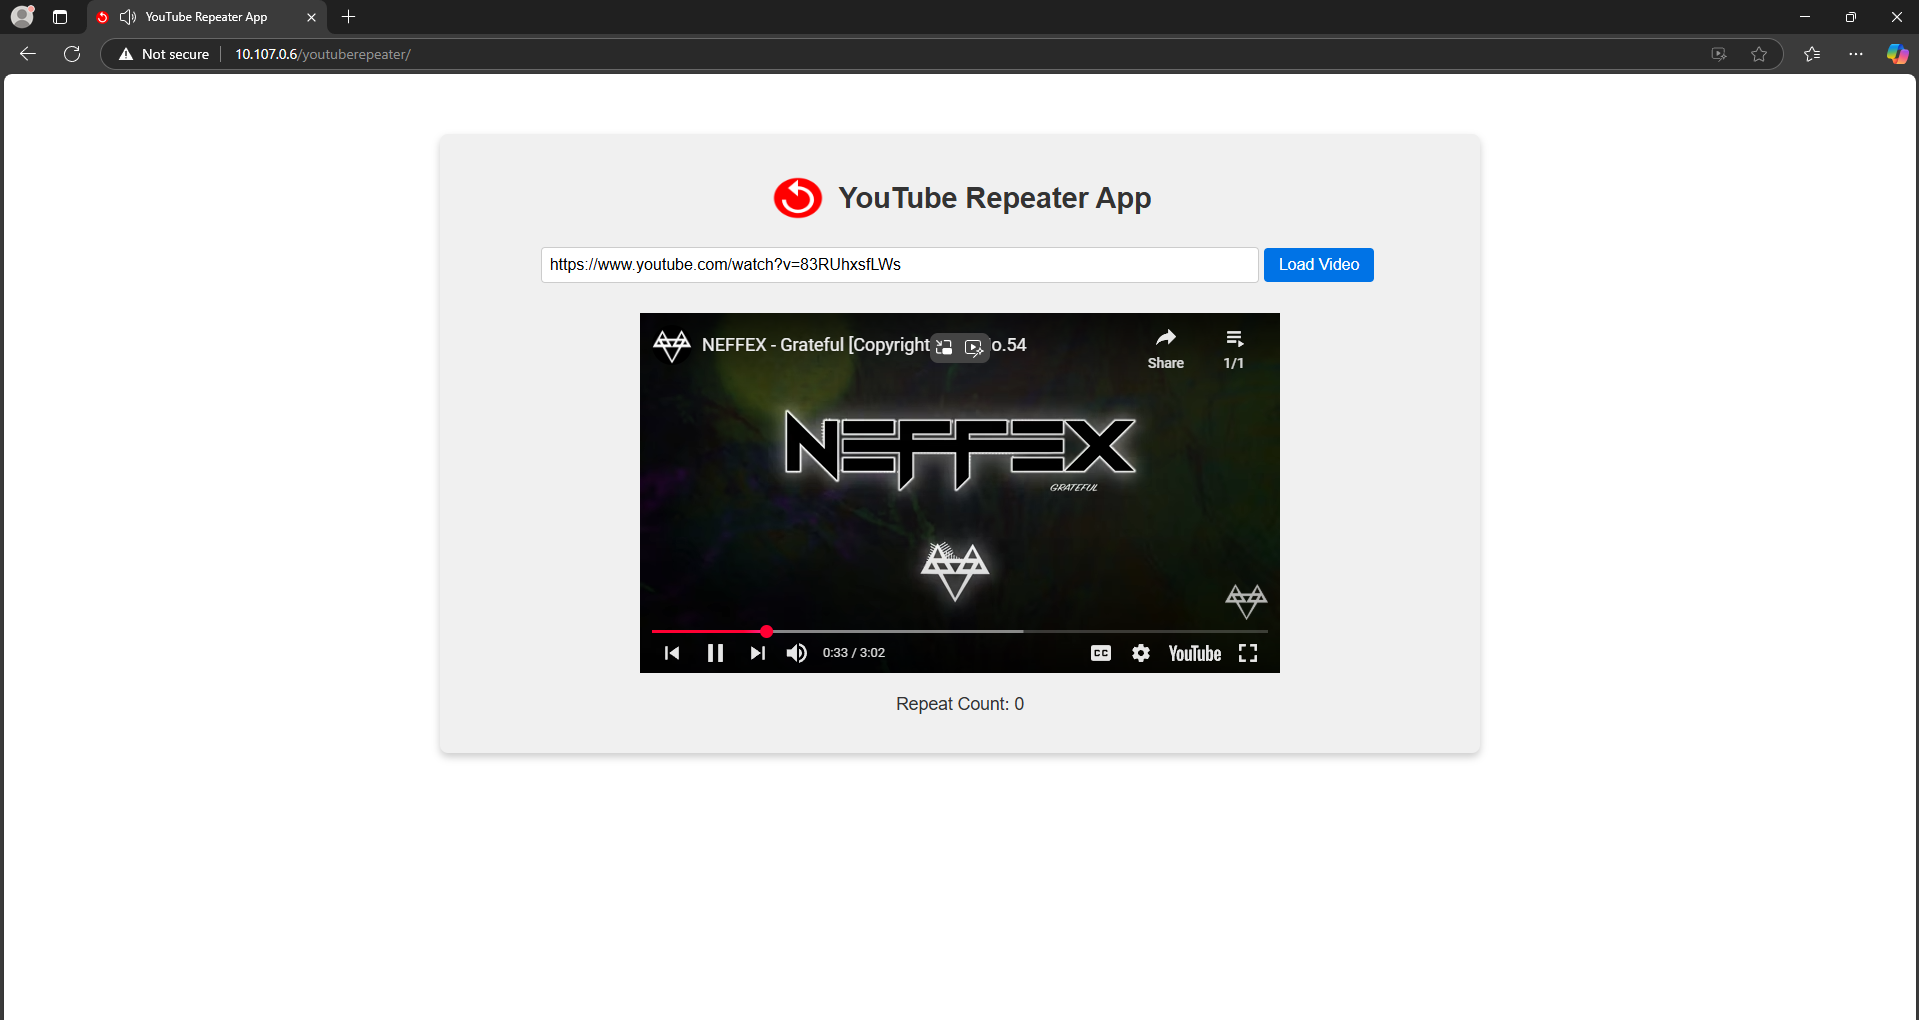 YouTube Repeater App
Not secure
10.107.0.6/youtuberepeater/
YouTube Repeater App
https://www.youtube.com/watch?v=83RUhxsfLWs
Load Video
NEFFEX - Grateful [Copyright o.54
Share
1/1
NEFFEX
GRATEFUL
0:33 / 3:02
CC
YouTube
Repeat Count: 0